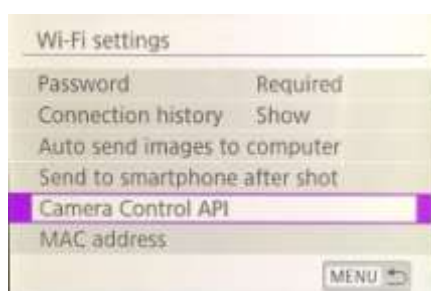 Wi-Fi settings
Password Required
Connection history Show
Auto send images to computer
Send to smartphone after shot
Camera Control API
MAC address
MENU